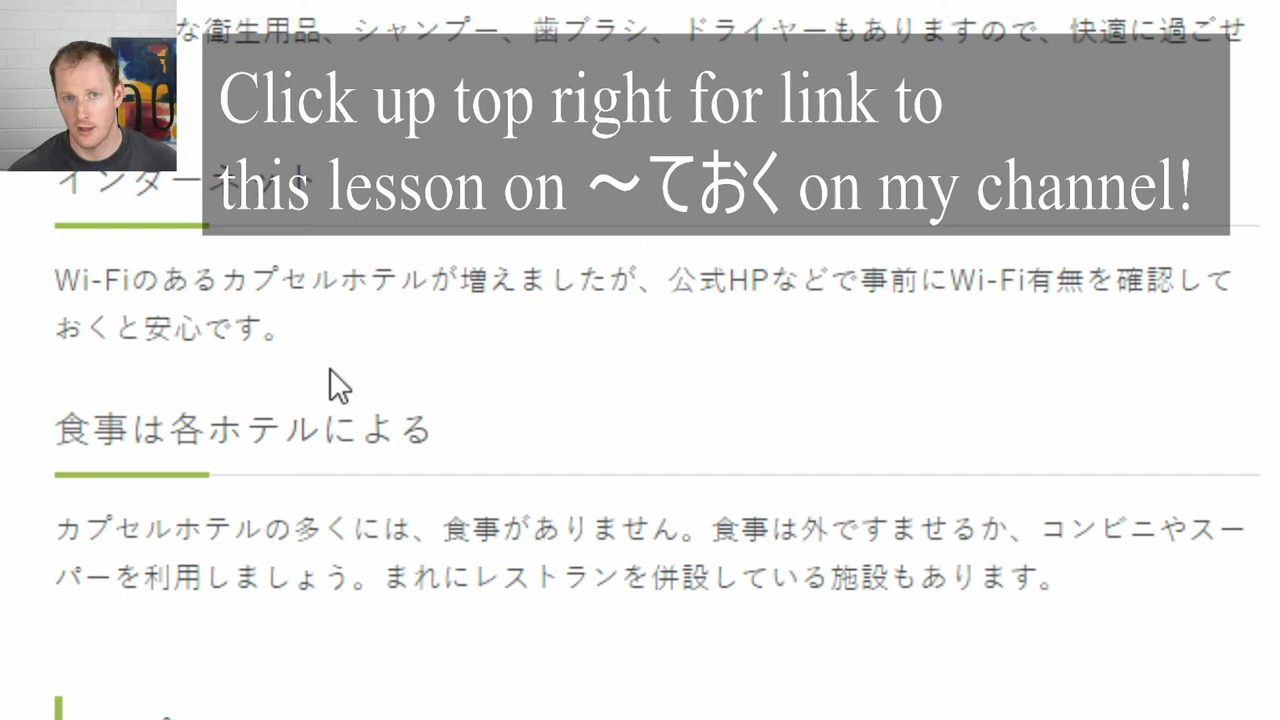 な衛生用品、シャンプー、歯ブラシ、ドライヤーもありますので、快適に過ごせ
Click up top right for link to
this lesson on ～ておく on my channel!
インターネット
Wi-Fiのあるカプセルホテルが増えましたが、公式HPなどで事前にWi-Fi有無を確認して
おくと安心です。
食事は各ホテルによる
カプセルホテルの多くには、食事がありません。食事は外ですませるか、コンビニやスー
パーを利用しましょう。まれにレストランを併設している施設もあります。